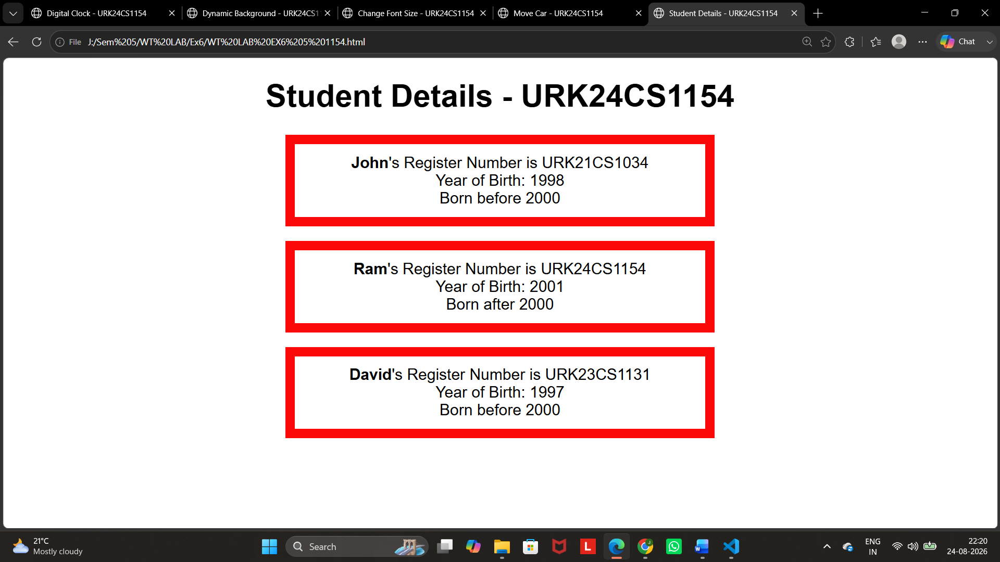 Digital Clock - URK24CS1154
Dynamic Background - URK24CS1
Change Font Size - URK24CS1154
Move Car - URK24CS1154
Student Details - URK24CS1154
File J:/Sem%205/WT%20LAB/Ex6/WT%20LAB%20EX6%205%201154.html
Chat
Student Details - URK24CS1154
John's Register Number is URK21CS1034
Year of Birth: 1998
Born before 2000
Ram's Register Number is URK24CS1154
Year of Birth: 2001
Born after 2000
David's Register Number is URK23CS1131
Year of Birth: 1997
Born before 2000
21°C
Mostly cloudy
Search
L
W
ENG
IN
22:20
24-08-2026